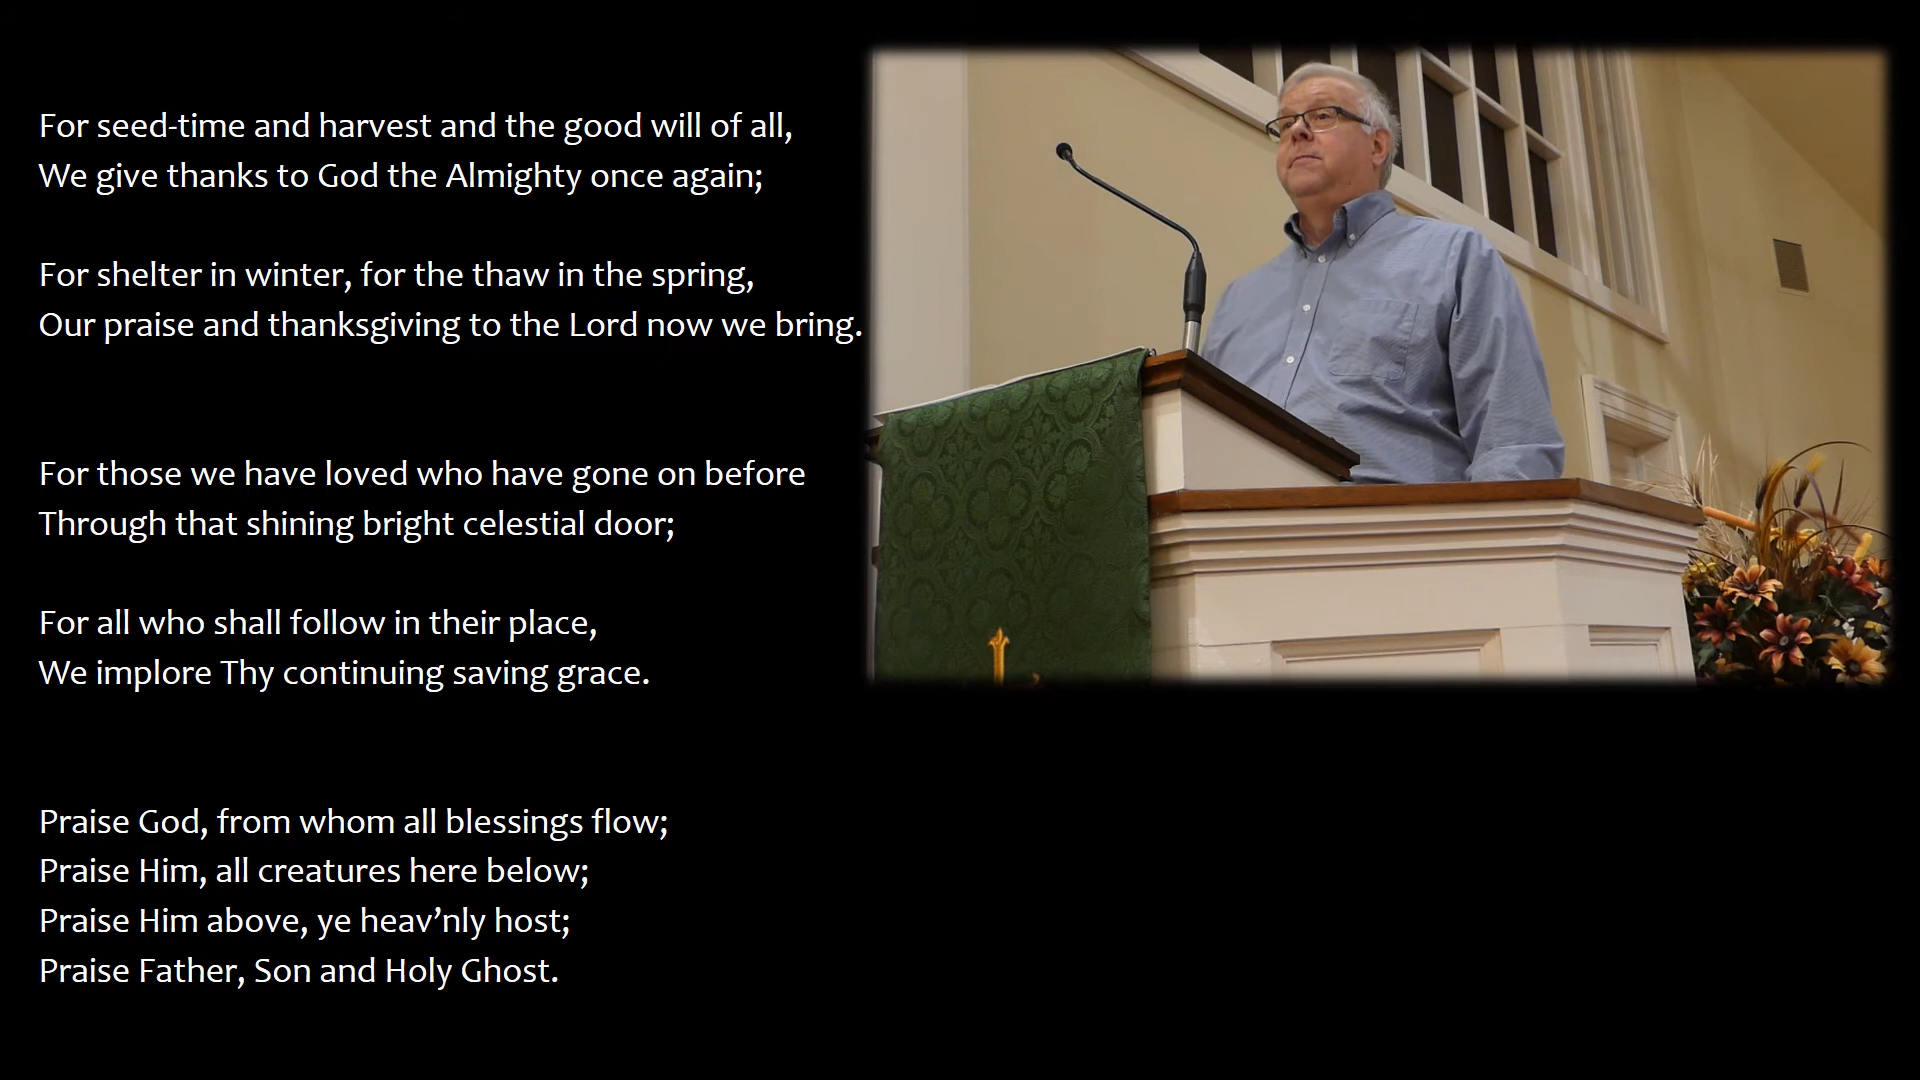 For seed-time and harvest and the good will of all,
We give thanks to God the Almighty once again;
For shelter in winter, for the thaw in the spring,
Our praise and thanksgiving to the Lord now we bring.
For those we have loved who have gone on before
Through that shining bright celestial door;
For all who shall follow in their place,
We implore Thy continuing saving grace.
Praise God, from whom all blessings flow;
Praise Him, all creatures here below;
Praise Him above, ye heav’nly host;
Praise Father, Son and Holy Ghost.